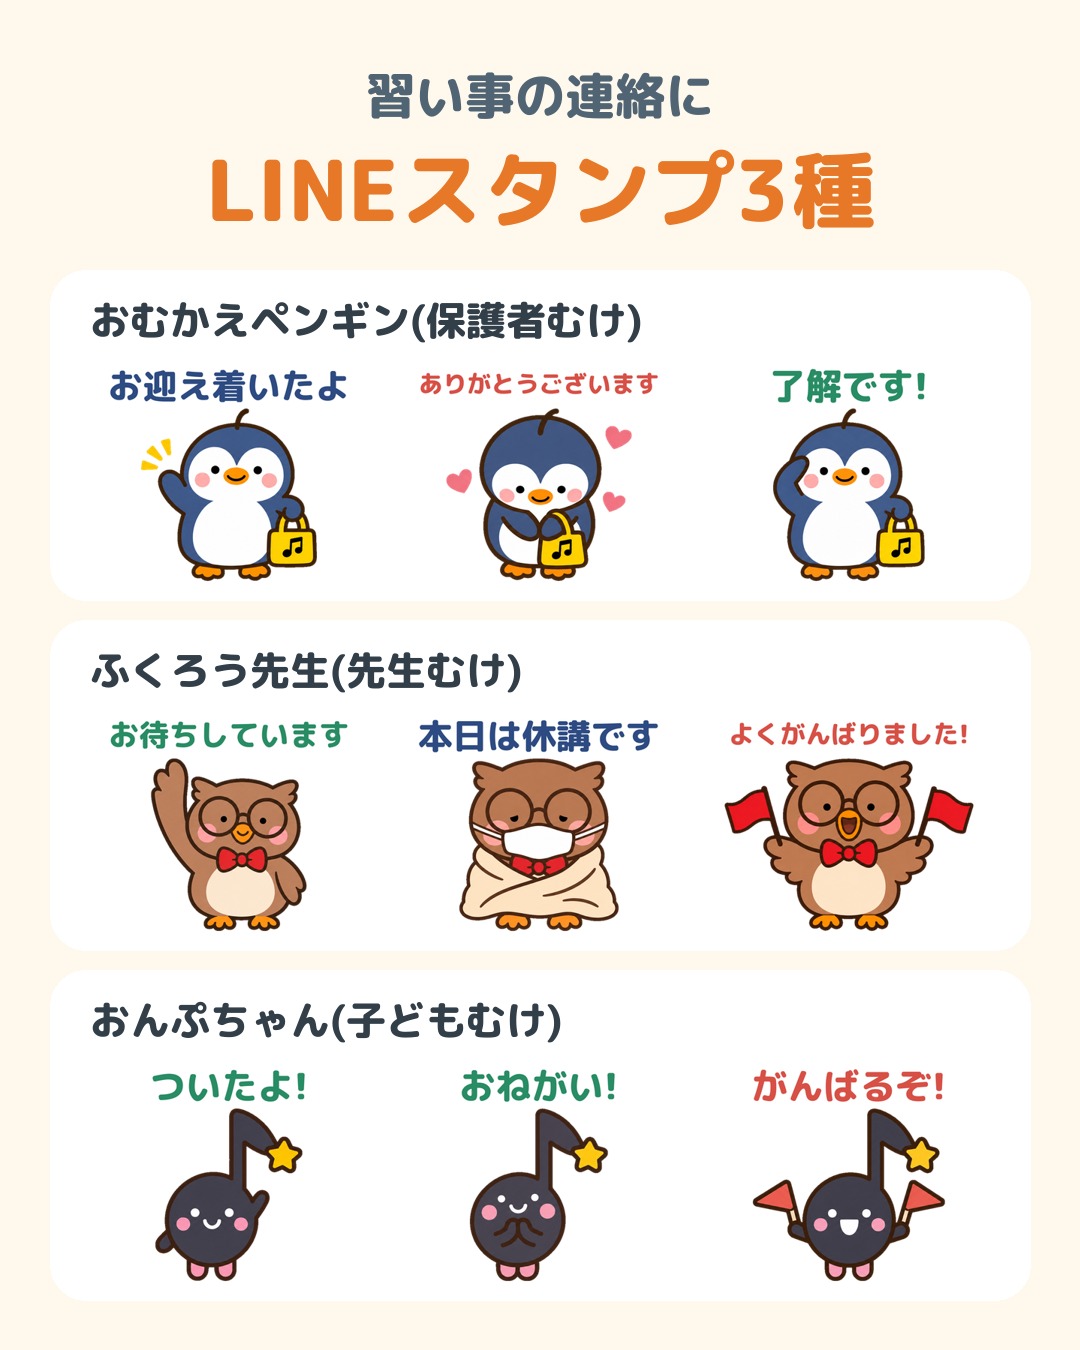 習い事の連絡に
LINEスタンプ3種
おむかえペンギン(保護者むけ)
お迎え着いたよ
ありがとうございます
了解です!
ふくろう先生(先生むけ)
お待ちしています
本日は休講です
よくがんばりました!
おんぷちゃん(子どもむけ)
ついたよ!
おねがい!
がんばるぞ!